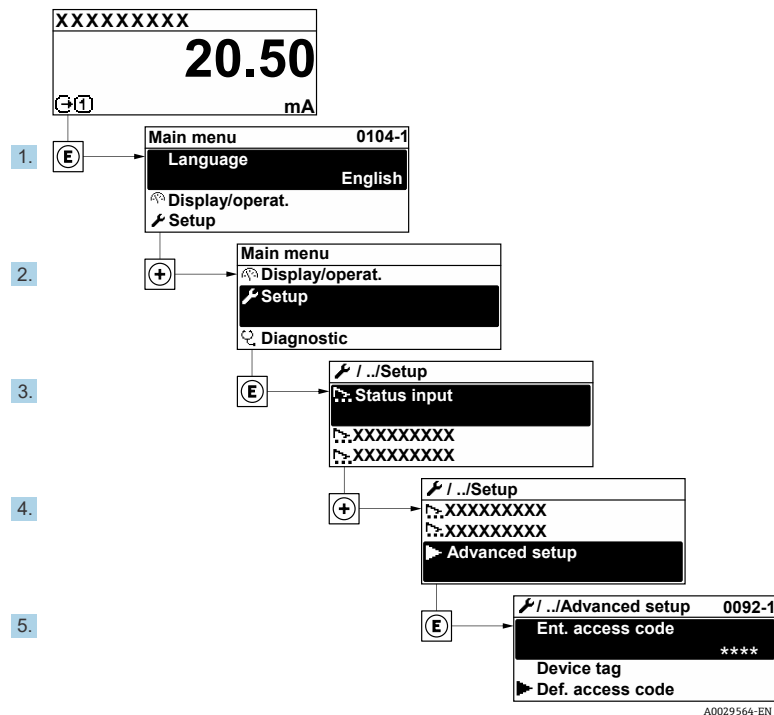 XXXXXXXXX
20.50
1 mA
1. E
Main menu 0104-1
Language
English
Display/operat.
Setup
2. +
Main menu
Display/operat.
Setup
Diagnostic
3. E
/ ../Setup
Status input
XXXXXXXXX
XXXXXXXXX
4. +
/ ../Setup
XXXXXXXXX
XXXXXXXXX
Advanced setup
5. E
/ ../Advanced setup 0092-1
Ent. access code
****
Device tag
Def. access code
A0029564-EN